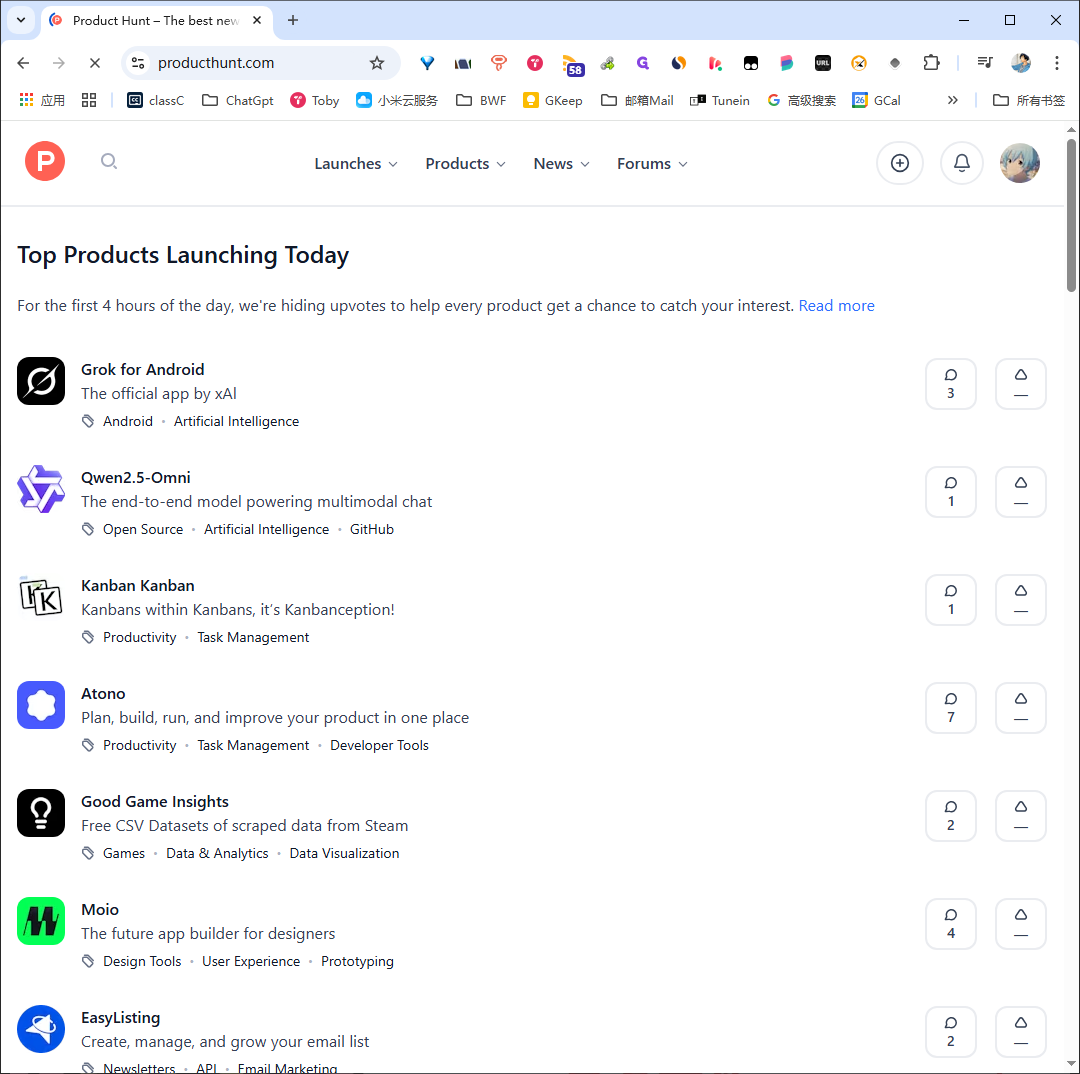 Product Hunt – The best new
producthunt.com
58
URL
应用
classC
ChatGpt
Toby
小米云服务
BWF
GKeep
邮箱Mail
Tunein
高级搜索
26
GCal
所有书签
P
Launches
Products
News
Forums
Top Products Launching Today
For the first 4 hours of the day, we're hiding upvotes to help every product get a chance to catch your interest. Read more
Grok for Android
The official app by xAI
Android • Artificial Intelligence
3
—
Qwen2.5-Omni
The end-to-end model powering multimodal chat
Open Source • Artificial Intelligence • GitHub
1
—
Kanban Kanban
Kanbans within Kanbans, it’s Kanbanception!
Productivity • Task Management
1
—
Atono
Plan, build, run, and improve your product in one place
Productivity • Task Management • Developer Tools
7
—
Good Game Insights
Free CSV Datasets of scraped data from Steam
Games • Data & Analytics • Data Visualization
2
—
Moio
The future app builder for designers
Design Tools • User Experience • Prototyping
4
—
EasyListing
Create, manage, and grow your email list
Newsletters • API • Email Marketing
2
—